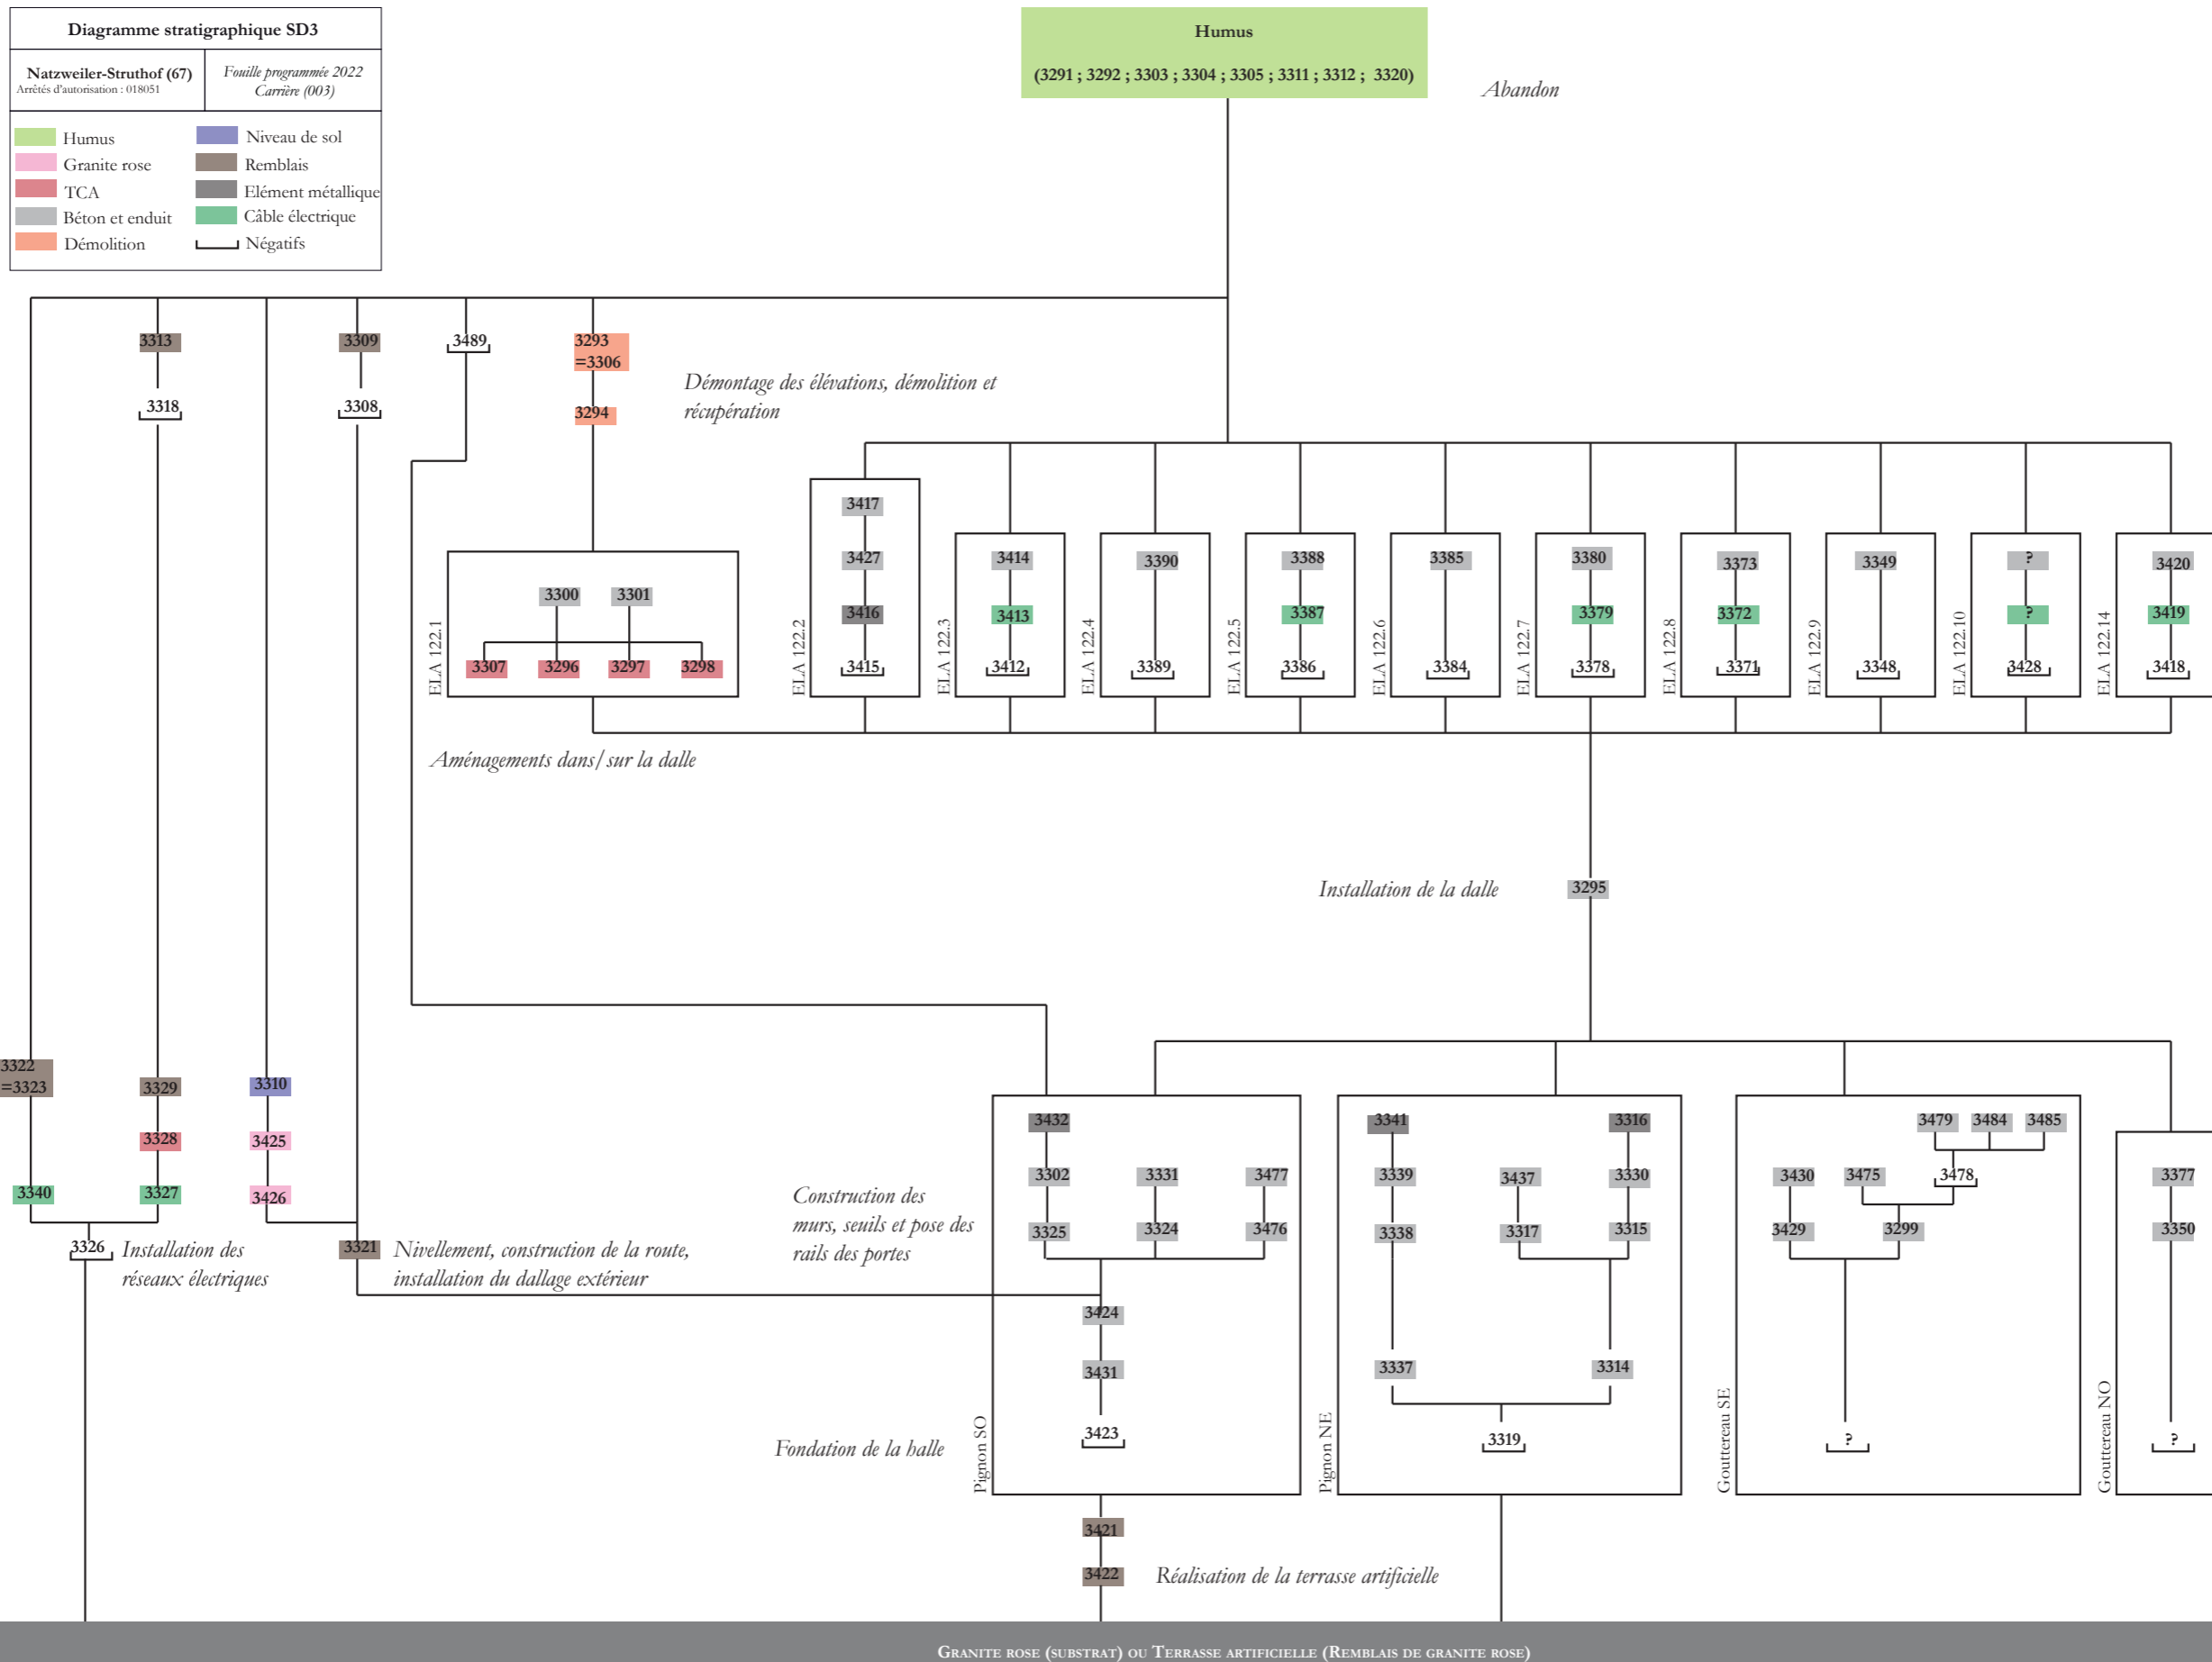 Diagramme stratigraphique SD3
Natzweiler-Struthof (67)
Arrêtés d'autorisation : 018051
Fouille programmée 2022
Carrière (003)
Humus
Granite rose
TCA
Béton et enduit
Démolition
Niveau de sol
Remblais
Elément métallique
Câble électrique
Négatifs
Humus
(3291 ; 3292 ; 3303 ; 3304 ; 3305 ; 3311 ; 3312 ; 3320)
Abandon
3313
3309
3489
3293
=3306
3318
3308
3294
Démontage des élévations, démolition et
récupération
ELA 122.1
3300
3301
3307
3296
3297
3298
ELA 122.2
3417
3427
3416
3415
ELA 122.3
3414
3413
3412
ELA 122.4
3390
3389
ELA 122.5
3388
3387
3386
ELA 122.6
3385
3384
ELA 122.7
3380
3379
3378
ELA 122.8
3373
3372
3371
ELA 122.9
3349
3348
ELA 122.10
?
?
3428
ELA 122.14
3420
3419
3418
Aménagements dans/sur la dalle
Installation de la dalle
3295
3322
=3323
3340
3329
3328
3327
3326
Installation des
réseaux électriques
3310
3425
3426
3321
Nivellement, construction de la route,
installation du dallage extérieur
Construction des
murs, seuils et pose des
rails des portes
Fondation de la halle
Pignon SO
3432
3302
3331
3477
3325
3324
3476
3424
3431
3423
Pignon NE
3341
3316
3339
3437
3330
3338
3317
3315
3337
3314
3319
Gouttereau SE
3479
3484
3485
3430
3475
3478
3429
3299
?
Gouttereau NO
3377
3350
?
3421
3422
Réalisation de la terrasse artificielle
Granite rose (substrat) ou Terrasse artificielle (Remblais de granite rose)